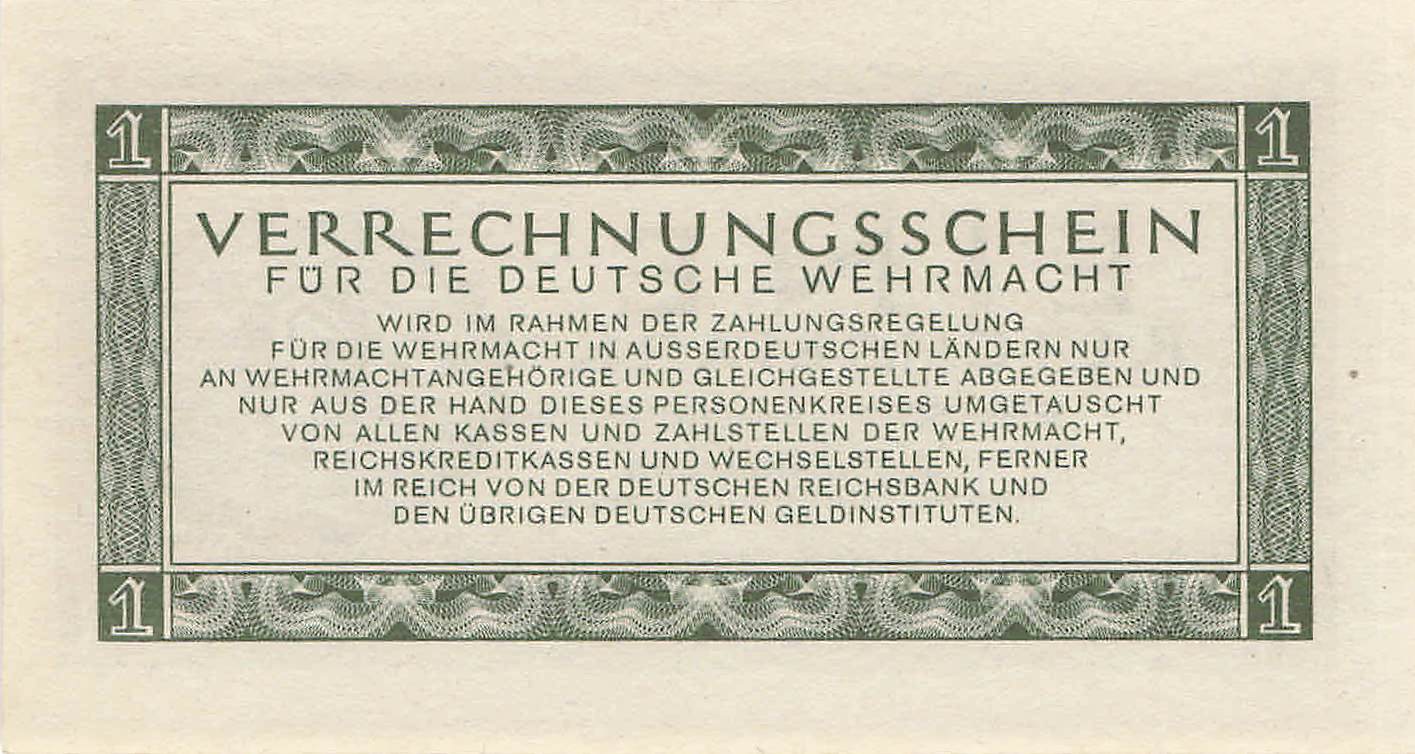 1 1
VERRECHNUNGSSCHEIN
FÜR DIE DEUTSCHE WEHRMACHT
WIRD IM RAHMEN DER ZAHLUNGSREGELUNG
FÜR DIE WEHRMACHT IN AUSSERDEUTSCHEN LÄNDERN NUR
AN WEHRMACHTANGEHÖRIGE UND GLEICHGESTELLTE ABGEGEBEN UND
NUR AUS DER HAND DIESES PERSONENKREISES UMGETAUSCHT
VON ALLEN KASSEN UND ZAHLSTELLEN DER WEHRMACHT,
REICHSKREDITKASSEN UND WECHSELSTELLEN, FERNER
IM REICH VON DER DEUTSCHEN REICHSBANK UND
DEN ÜBRIGEN DEUTSCHEN GELDINSTITUTEN.
1 1